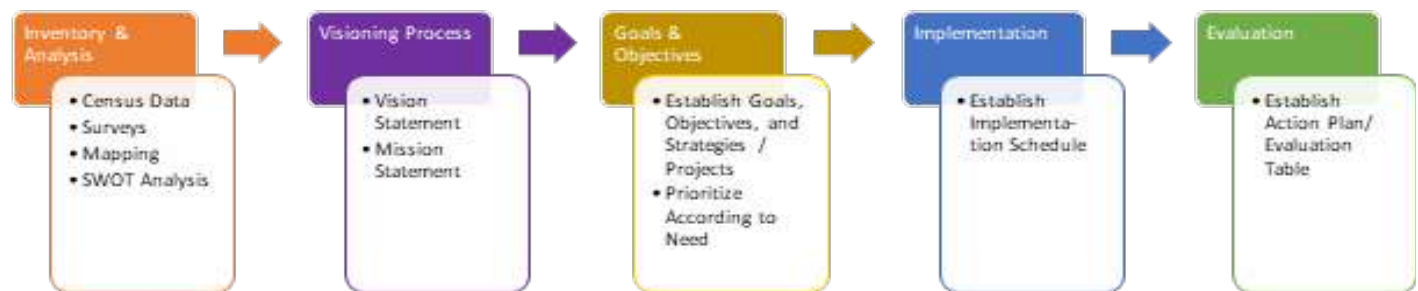 Inventory &
Analysis
• Census Data
• Surveys
• Mapping
• SWOT Analysis
Visioning Process
• Vision
Statement
• Mission
Statement
Goals &
Objectives
• Establish Goals,
Objectives, and
Strategies /
Projects
• Prioritize
According to
Need
Implementation
• Establish
Implementa-
tion Schedule
Evaluation
• Establish
Action Plan/
Evaluation
Table